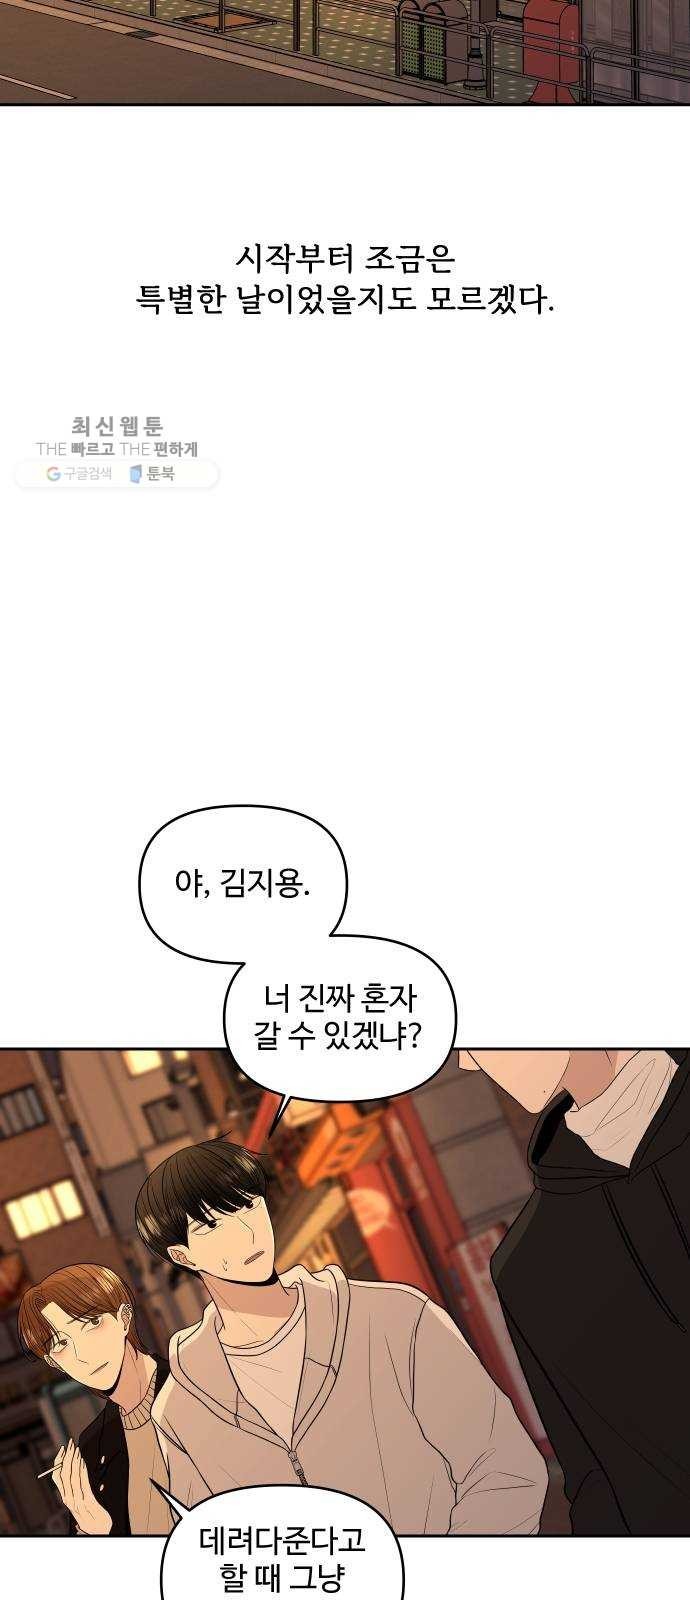 시작부터 조금은
특별한 날이었을지도 모르겠다.
최신웹툰
THE 빠르고 THE 편하게
구글검색 툰북
야, 김지용.
너 진짜 혼자
갈 수 있겠냐?
데려다준다고
할 때 그냥